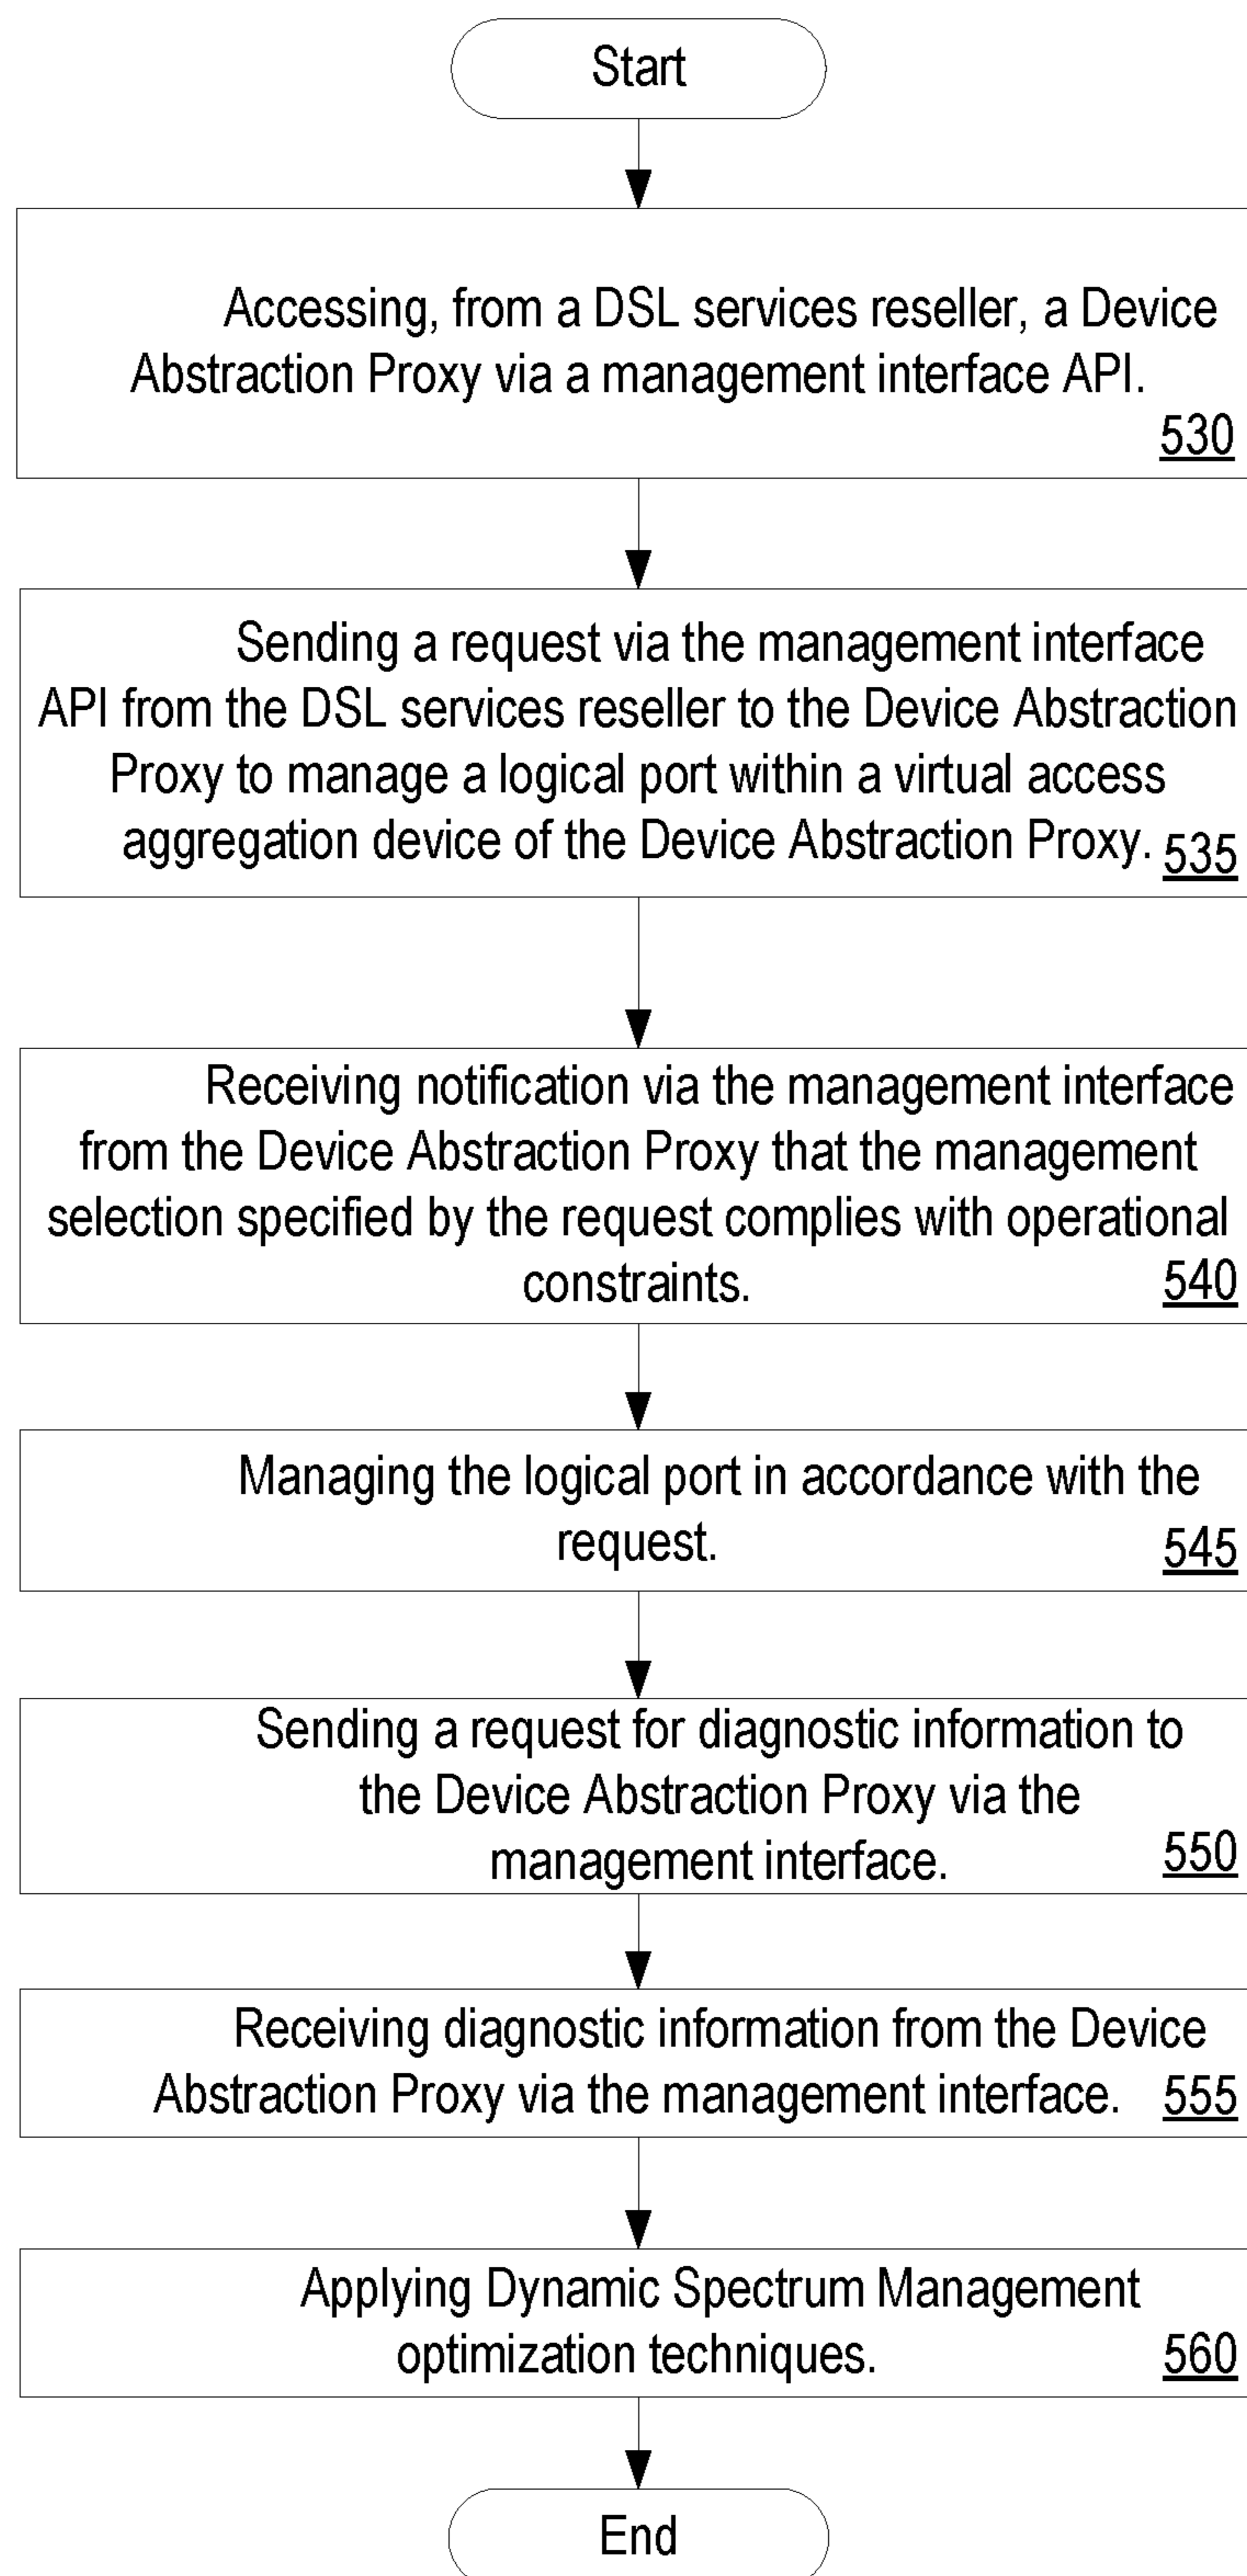 Start
Accessing, from a DSL services reseller, a Device
Abstraction Proxy via a management interface API.
530
Sending a request via the management interface
API from the DSL services reseller to the Device Abstraction
Proxy to manage a logical port within a virtual access
aggregation device of the Device Abstraction Proxy. 535
Receiving notification via the management interface
from the Device Abstraction Proxy that the management
selection specified by the request complies with operational
constraints. 540
Managing the logical port in accordance with the
request. 545
Sending a request for diagnostic information to
the Device Abstraction Proxy via the
management interface. 550
Receiving diagnostic information from the Device
Abstraction Proxy via the management interface. 555
Applying Dynamic Spectrum Management
optimization techniques. 560
End